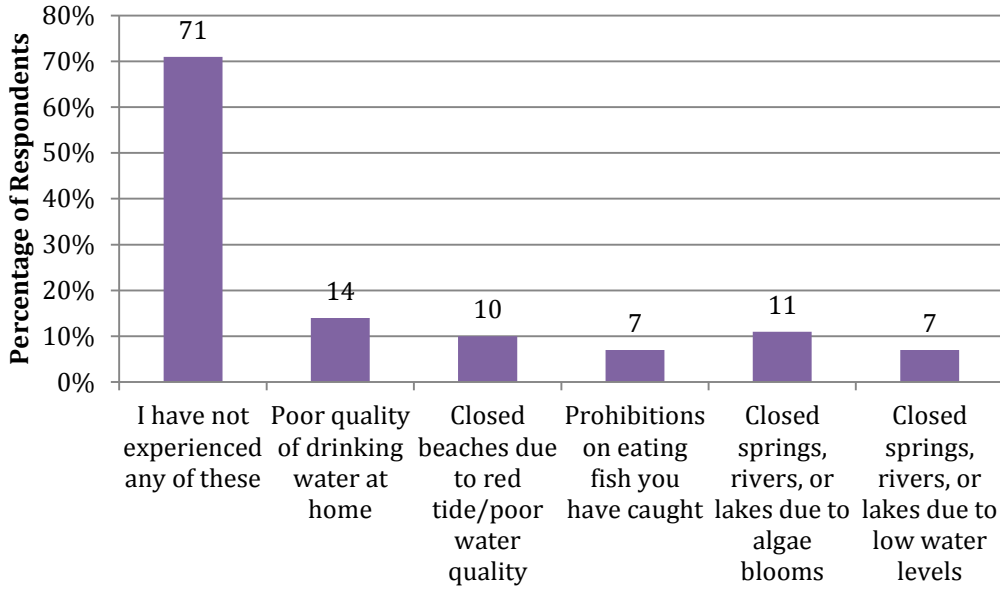 Percentage of Respondents
80%
70%
60%
50%
40%
30%
20%
10%
0%
71
14
10
7
11
7
I have not
experienced
any of these
Poor quality
of drinking
water at
home
Closed
beaches due
to red
tide/poor
water
quality
Prohibitions
on eating
fish you
have caught
Closed
springs,
rivers, or
lakes due to
algae
blooms
Closed
springs,
rivers, or
lakes due to
low water
levels